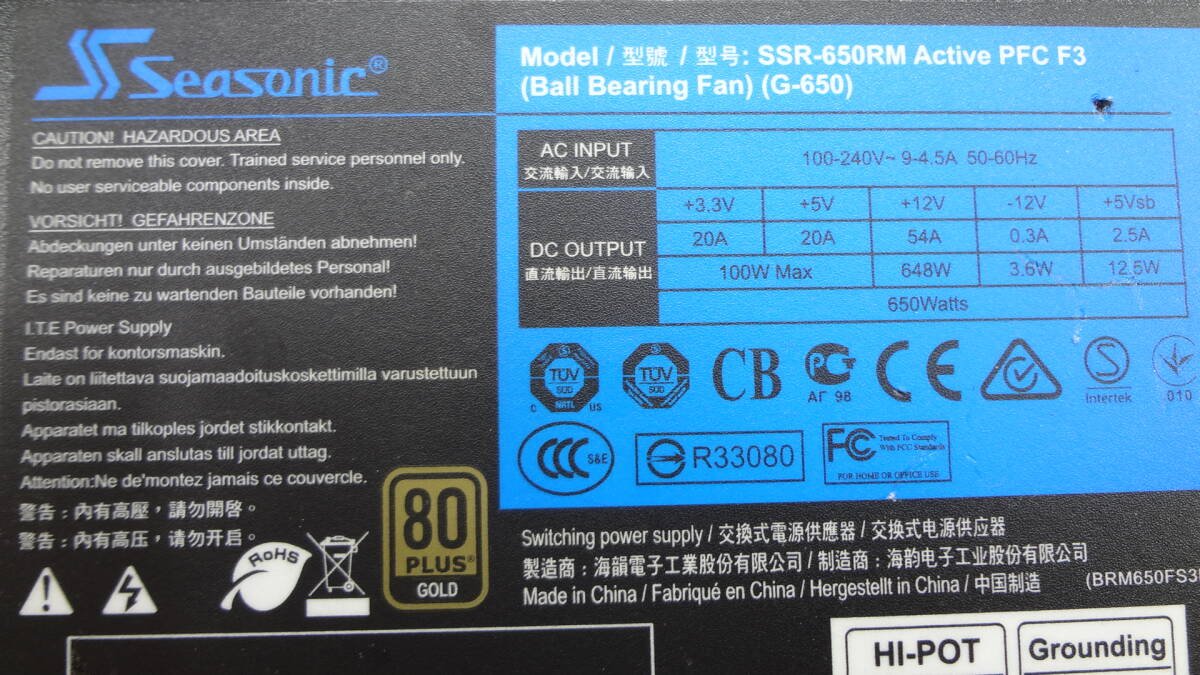 Seasonic®
CAUTION! HAZARDOUS AREA
Do not remove this cover. Trained service personnel only.
No user serviceable components inside.
VORSICHT! GEFAHRENZONE
Abdeckungen unter keinen Umständen abnehmen!
Reparaturen nur durch ausgebildetes Personal!
Es sind keine zu wartenden Bauteile vorhanden!
I.T.E Power Supply
Endast for kontorsmaskin.
Laite on liitettava suojamaadoituskoskettimilla varustettuun
pistorasiaan.
Apparatet ma tilkoples jordet stikkontakt.
Apparaten skall anslutas till jordat uttag.
Attention:Ne de'montez jamais ce couvercle.
警告：內有高壓，請勿開啓。
警告：内有高压，请勿开启。
RoHS
80
PLUS®
GOLD
Model / 型號 / 型号: SSR-650RM Active PFC F3
(Ball Bearing Fan) (G-650)
AC INPUT
交流輸入/交流输入
100-240V~ 9-4.5A 50-60Hz
DC OUTPUT
直流輸出/直流输出
+3.3V +5V +12V -12V +5Vsb
20A 20A 54A 0.3A 2.5A
100W Max 648W 3.6W 12.5W
650Watts
TÜV SÜD C NRTL US
TÜV SÜD
CB
РСТ
АГ 98
CE
S
Intertek
010
CCC S&E
R33080
FC Tested To Comply
With FCC Standards
FOR HOME OR OFFICE USE
Switching power supply / 交換式電源供應器 / 交换式电源供应器
製造商：海韻電子工業股份有限公司 / 制造商：海韵电子工业股份有限公司
Made in China / Fabriqué en China / Hergestellt in China / 中国制造
(BRM650FS3
HI-POT
Grounding